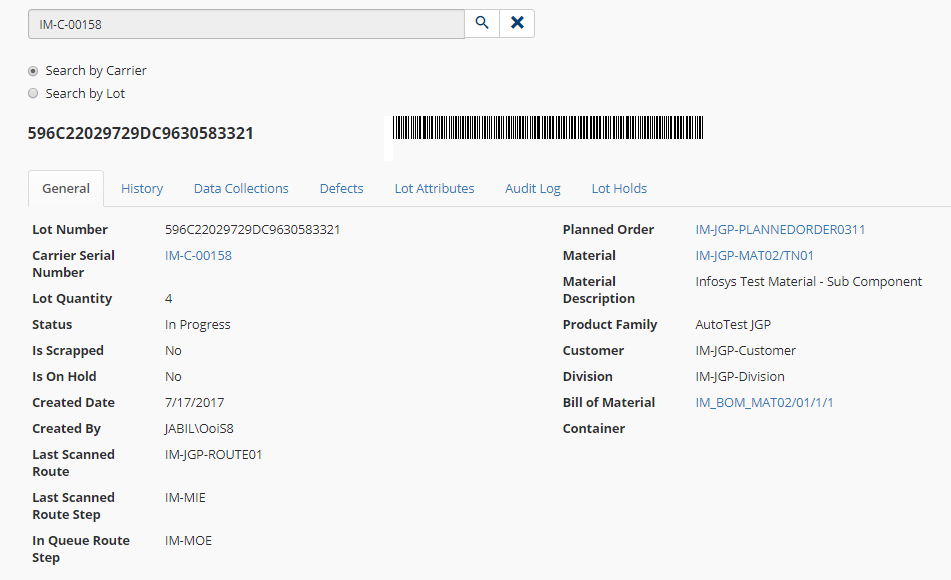 IM-C-00158
Search by Carrier
Search by Lot
596C22029729DC9630583321
General History Data Collections Defects Lot Attributes Audit Log Lot Holds
Lot Number 596C22029729DC9630583321
Carrier Serial Number IM-C-00158
Lot Quantity 4
Status In Progress
Is Scrapped No
Is On Hold No
Created Date 7/17/2017
Created By JABIL\OoiS8
Last Scanned Route IM-JGP-ROUTE01
Last Scanned Route Step IM-MIE
In Queue Route Step IM-MOE
Planned Order IM-JGP-PLANNEDORDER0311
Material IM-JGP-MAT02/TN01
Material Description Infosys Test Material - Sub Component
Product Family AutoTest JGP
Customer IM-JGP-Customer
Division IM-JGP-Division
Bill of Material IM_BOM_MAT02/01/1/1
Container